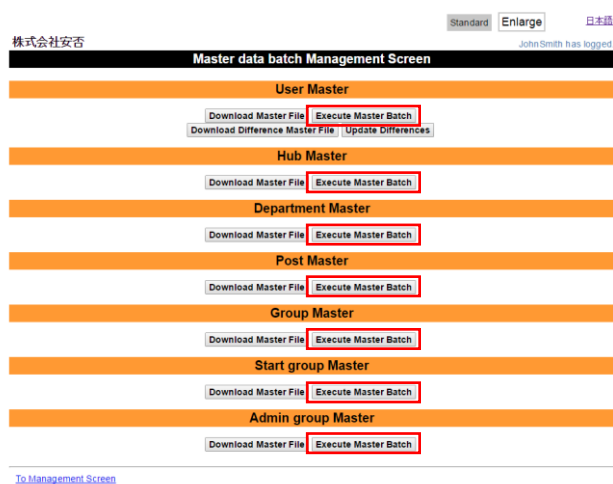 Standard Enlarge 日本語
株式会社安否 JohnSmith has logged
Master data batch Management Screen
User Master
Download Master File Execute Master Batch
Download Difference Master File Update Differences
Hub Master
Download Master File Execute Master Batch
Department Master
Download Master File Execute Master Batch
Post Master
Download Master File Execute Master Batch
Group Master
Download Master File Execute Master Batch
Start group Master
Download Master File Execute Master Batch
Admin group Master
Download Master File Execute Master Batch
To Management Screen